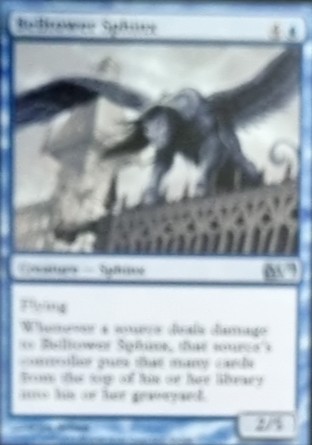 Belltower Sphinx 4
Creature — Sphinx
Flying
Whenever a source deals damage
to Belltower Sphinx, that source's
controller puts that many cards
from the top of his or her library
into his or her graveyard.
2/5